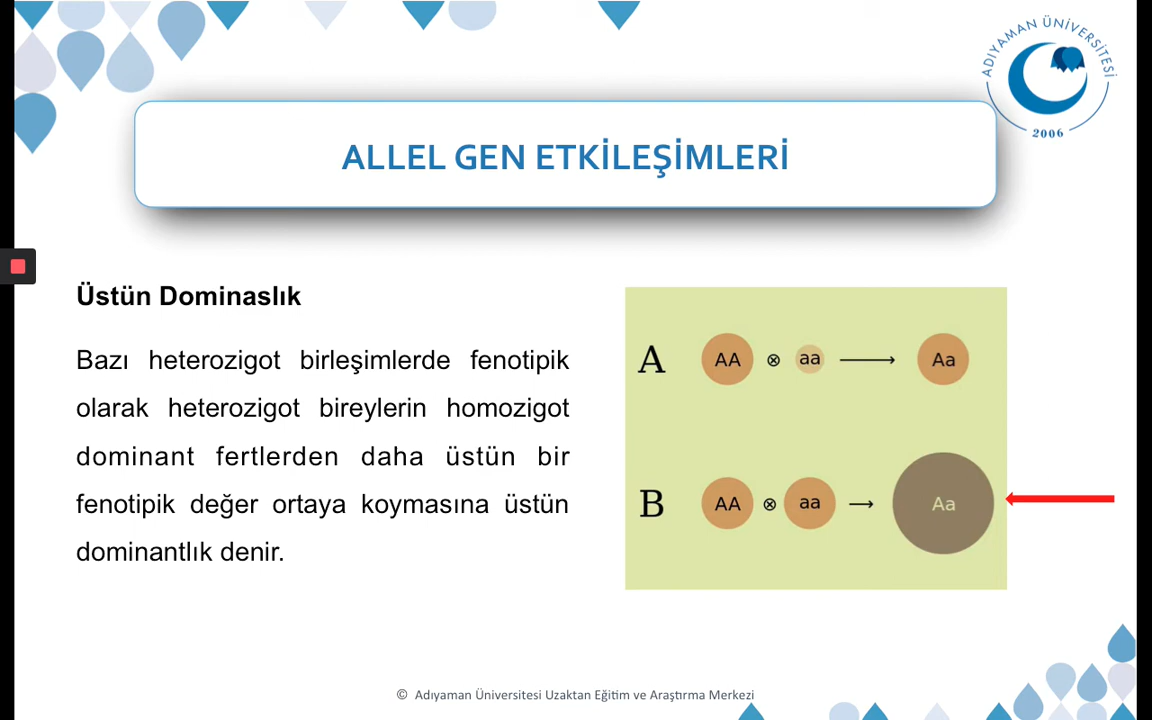 ADIYAMAN ÜNİVERSİTESİ
2006
ALLEL GEN ETKİLEŞİMLERİ
Üstün Dominaslık
Bazı heterozigot birleşimlerde fenotipik
olarak heterozigot bireylerin homozigot
dominant fertlerden daha üstün bir
fenotipik değer ortaya koymasına üstün
dominantlık denir.
A AA ⊗ aa → Aa
B AA ⊗ aa → Aa
© Adıyaman Üniversitesi Uzaktan Eğitim ve Araştırma Merkezi